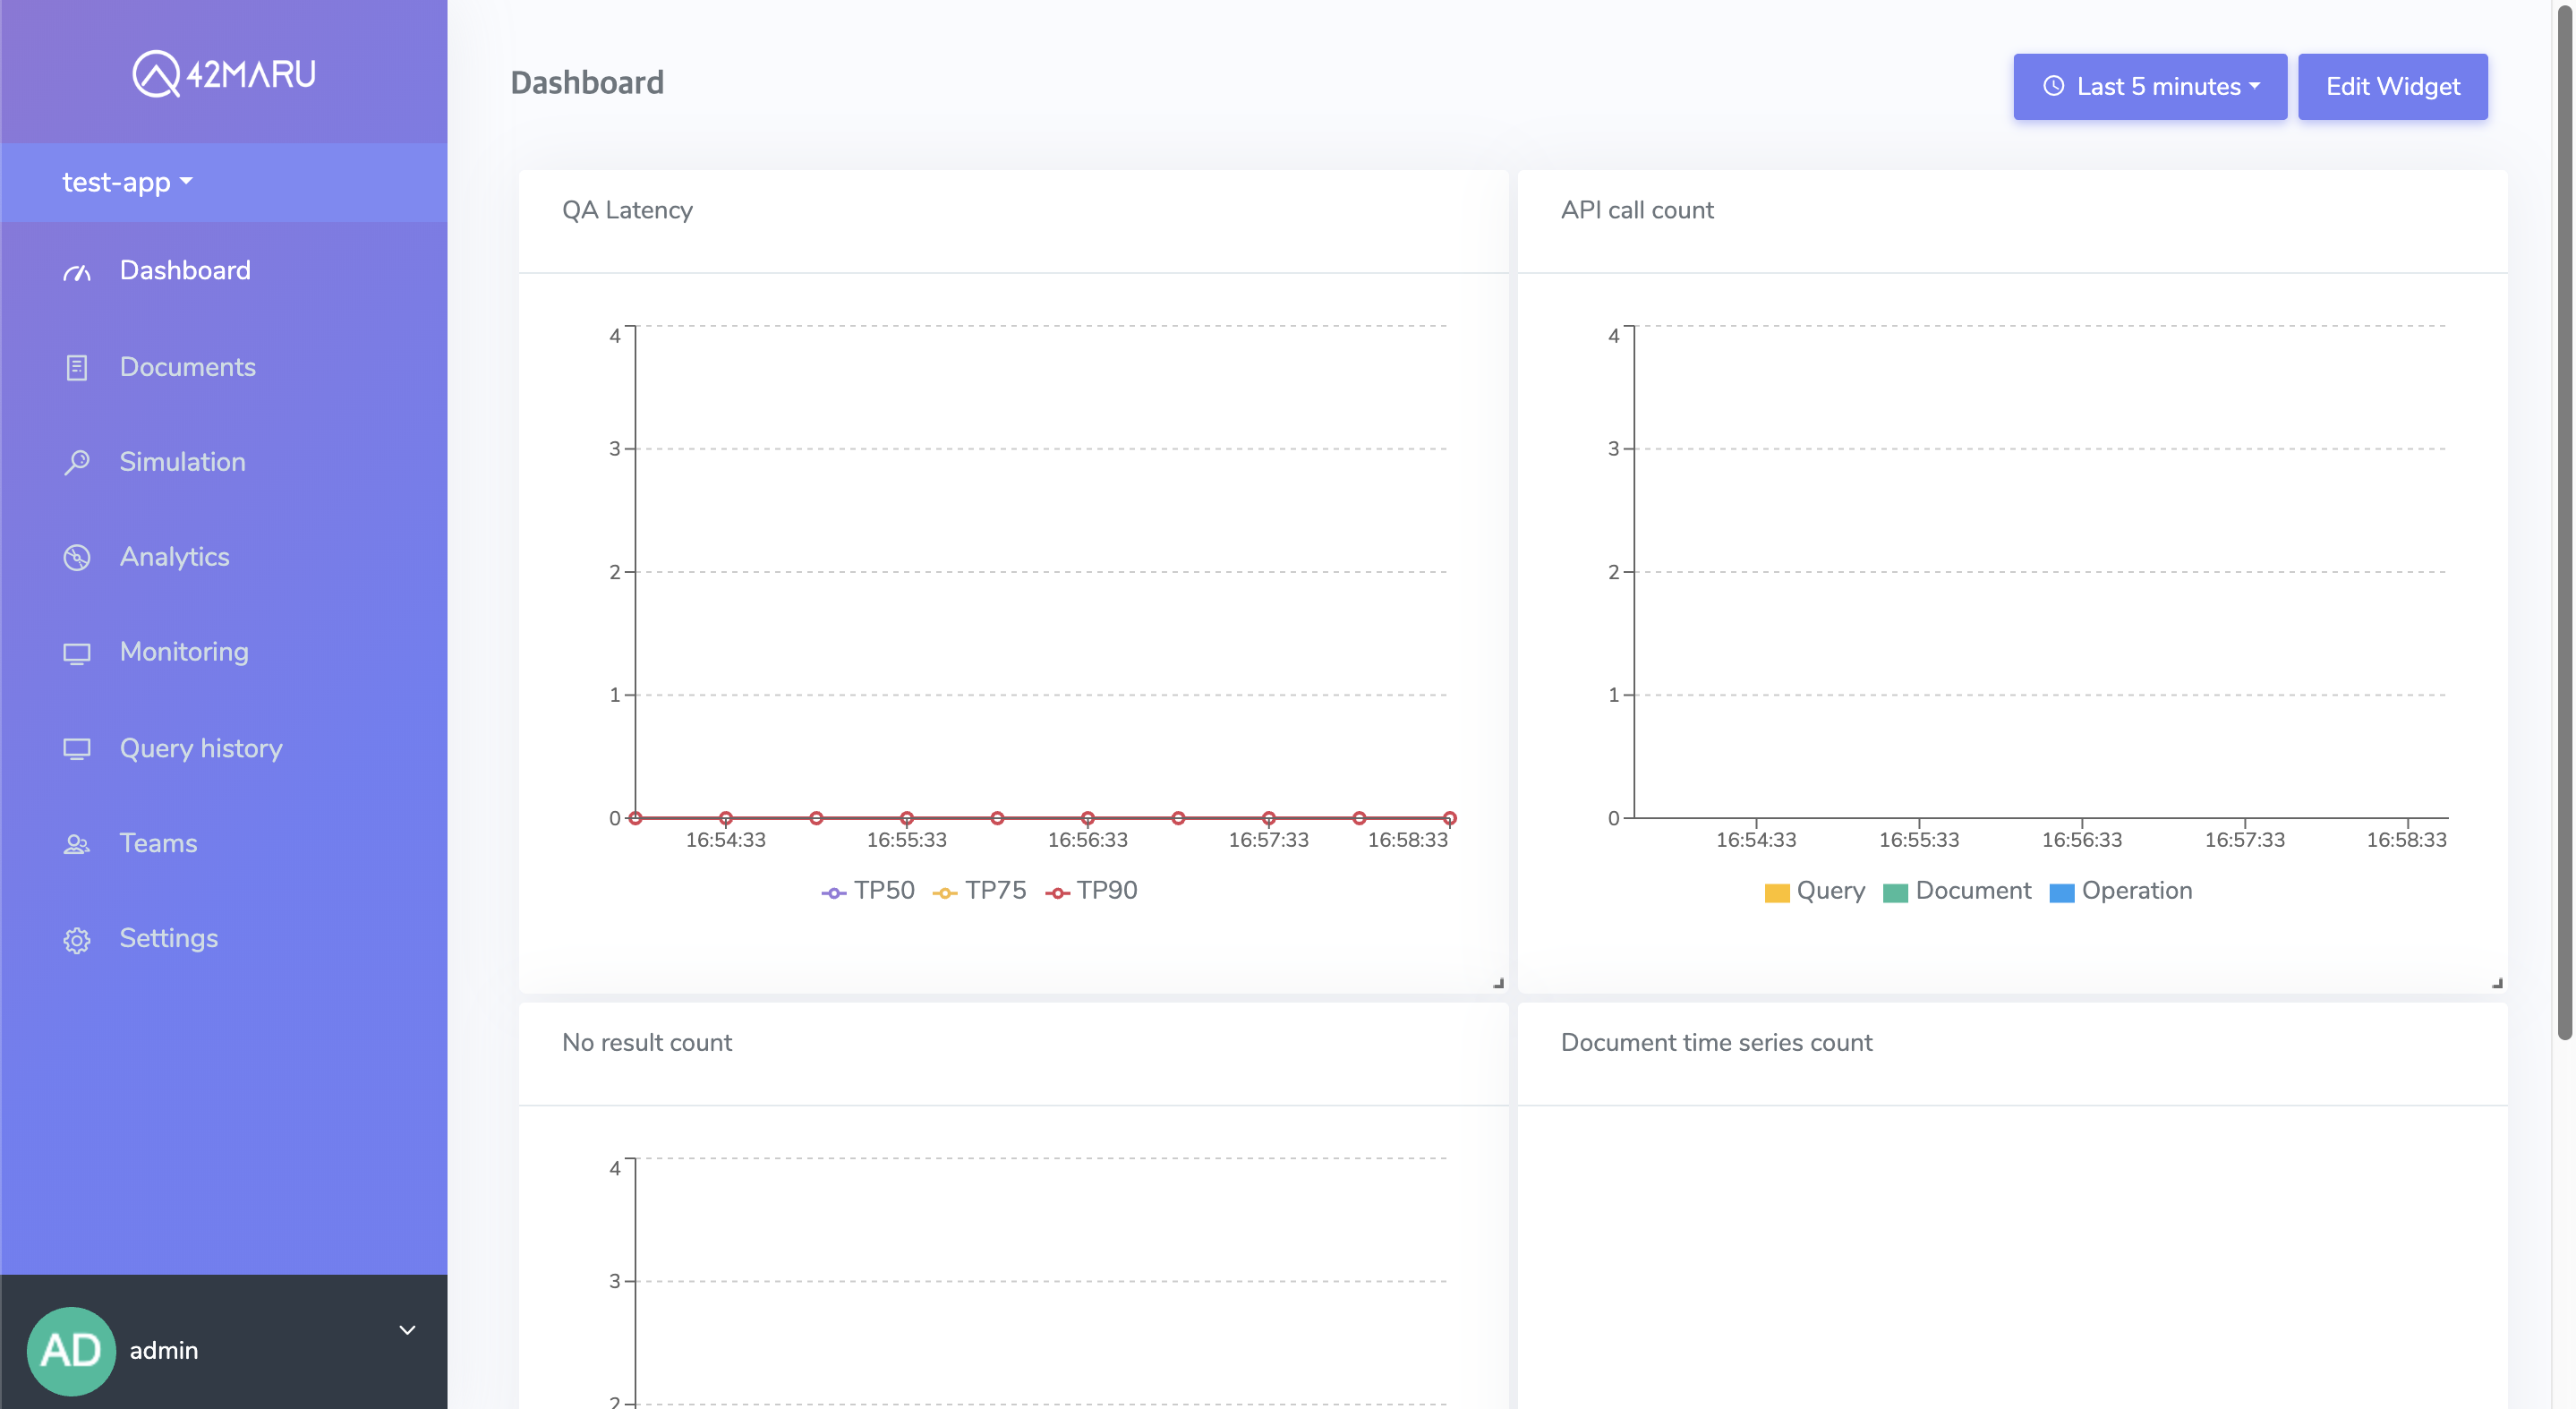 42MARU
test-app
Dashboard
Documents
Simulation
Analytics
Monitoring
Query history
Teams
Settings
AD
admin
Dashboard
Last 5 minutes
Edit Widget
QA Latency
4
3
2
1
0
16:54:33 16:55:33 16:56:33 16:57:33 16:58:33
TP50 TP75 TP90
API call count
4
3
2
1
0
16:54:33 16:55:33 16:56:33 16:57:33 16:58:33
Query Document Operation
No result count
4
3
2
Document time series count